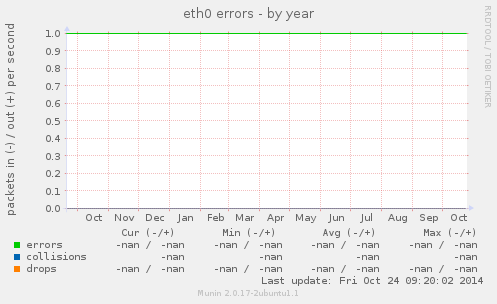 eth0 errors - by year
RRDTOOL / TOBI OETIKER
packets in (-) / out (+) per second
1.0
0.9
0.8
0.7
0.6
0.5
0.4
0.3
0.2
0.1
0.0
Oct Nov Dec Jan Feb Mar Apr May Jun Jul Aug Sep Oct
Cur (-/+) Min (-/+) Avg (-/+) Max (-/+)
errors -nan / -nan -nan / -nan -nan / -nan -nan / -nan
collisions -nan -nan -nan -nan
drops -nan / -nan -nan / -nan -nan / -nan -nan / -nan
Last update: Fri Oct 24 09:20:02 2014
Munin 2.0.17-2ubuntu1.1